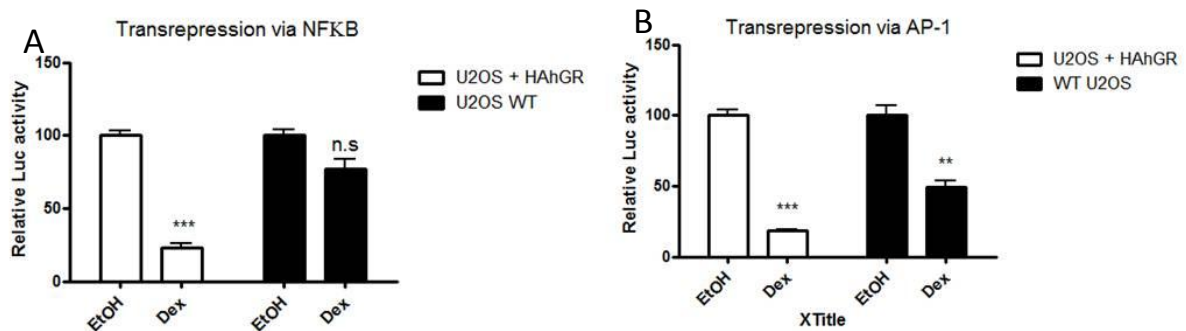 A
Transrepression via NFKB
Relative Luc activity
150
100
50
0
***
n.s
EtOH
Dex
EtOH
Dex
U2OS + HAhGR
U2OS WT
B
Transrepression via AP-1
Relative Luc activity
150
100
50
0
***
**
EtOH
Dex
EtOH
Dex
XTitle
U2OS + HAhGR
WT U2OS